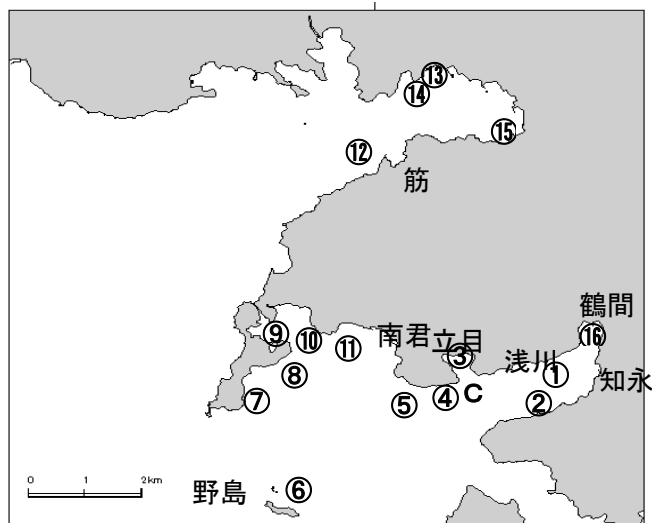 ⑬
⑭
⑮
⑫
筋
鶴間
⑨ ⑩ ⑪ 南君 立目 ③ 浅川 ① ⑯
知永
⑧
⑦ ⑤ ④ C ②
野島 ⑥
0 1 2km